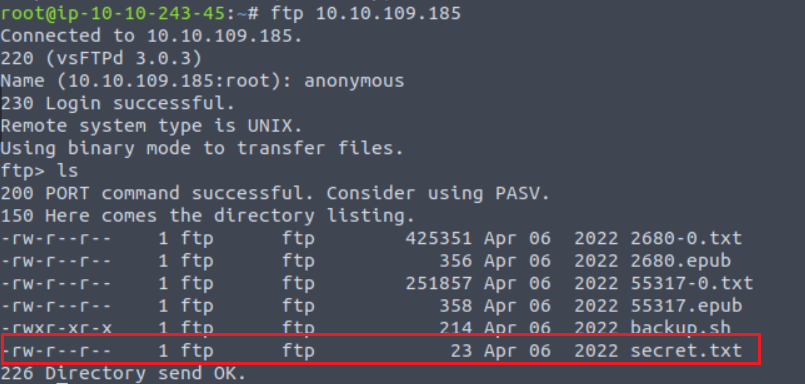 root@ip-10-10-243-45:~# ftp 10.10.109.185
Connected to 10.10.109.185.
220 (vsFTPd 3.0.3)
Name (10.10.109.185:root): anonymous
230 Login successful.
Remote system type is UNIX.
Using binary mode to transfer files.
ftp> ls
200 PORT command successful. Consider using PASV.
150 Here comes the directory listing.
-rw-r--r--    1 ftp      ftp        425351 Apr 06  2022 2680-0.txt
-rw-r--r--    1 ftp      ftp           356 Apr 06  2022 2680.epub
-rw-r--r--    1 ftp      ftp        251857 Apr 06  2022 55317-0.txt
-rw-r--r--    1 ftp      ftp           358 Apr 06  2022 55317.epub
-rwxr-xr-x    1 ftp      ftp           214 Apr 06  2022 backup.sh
-rw-r--r--    1 ftp      ftp            23 Apr 06  2022 secret.txt
226 Directory send OK.